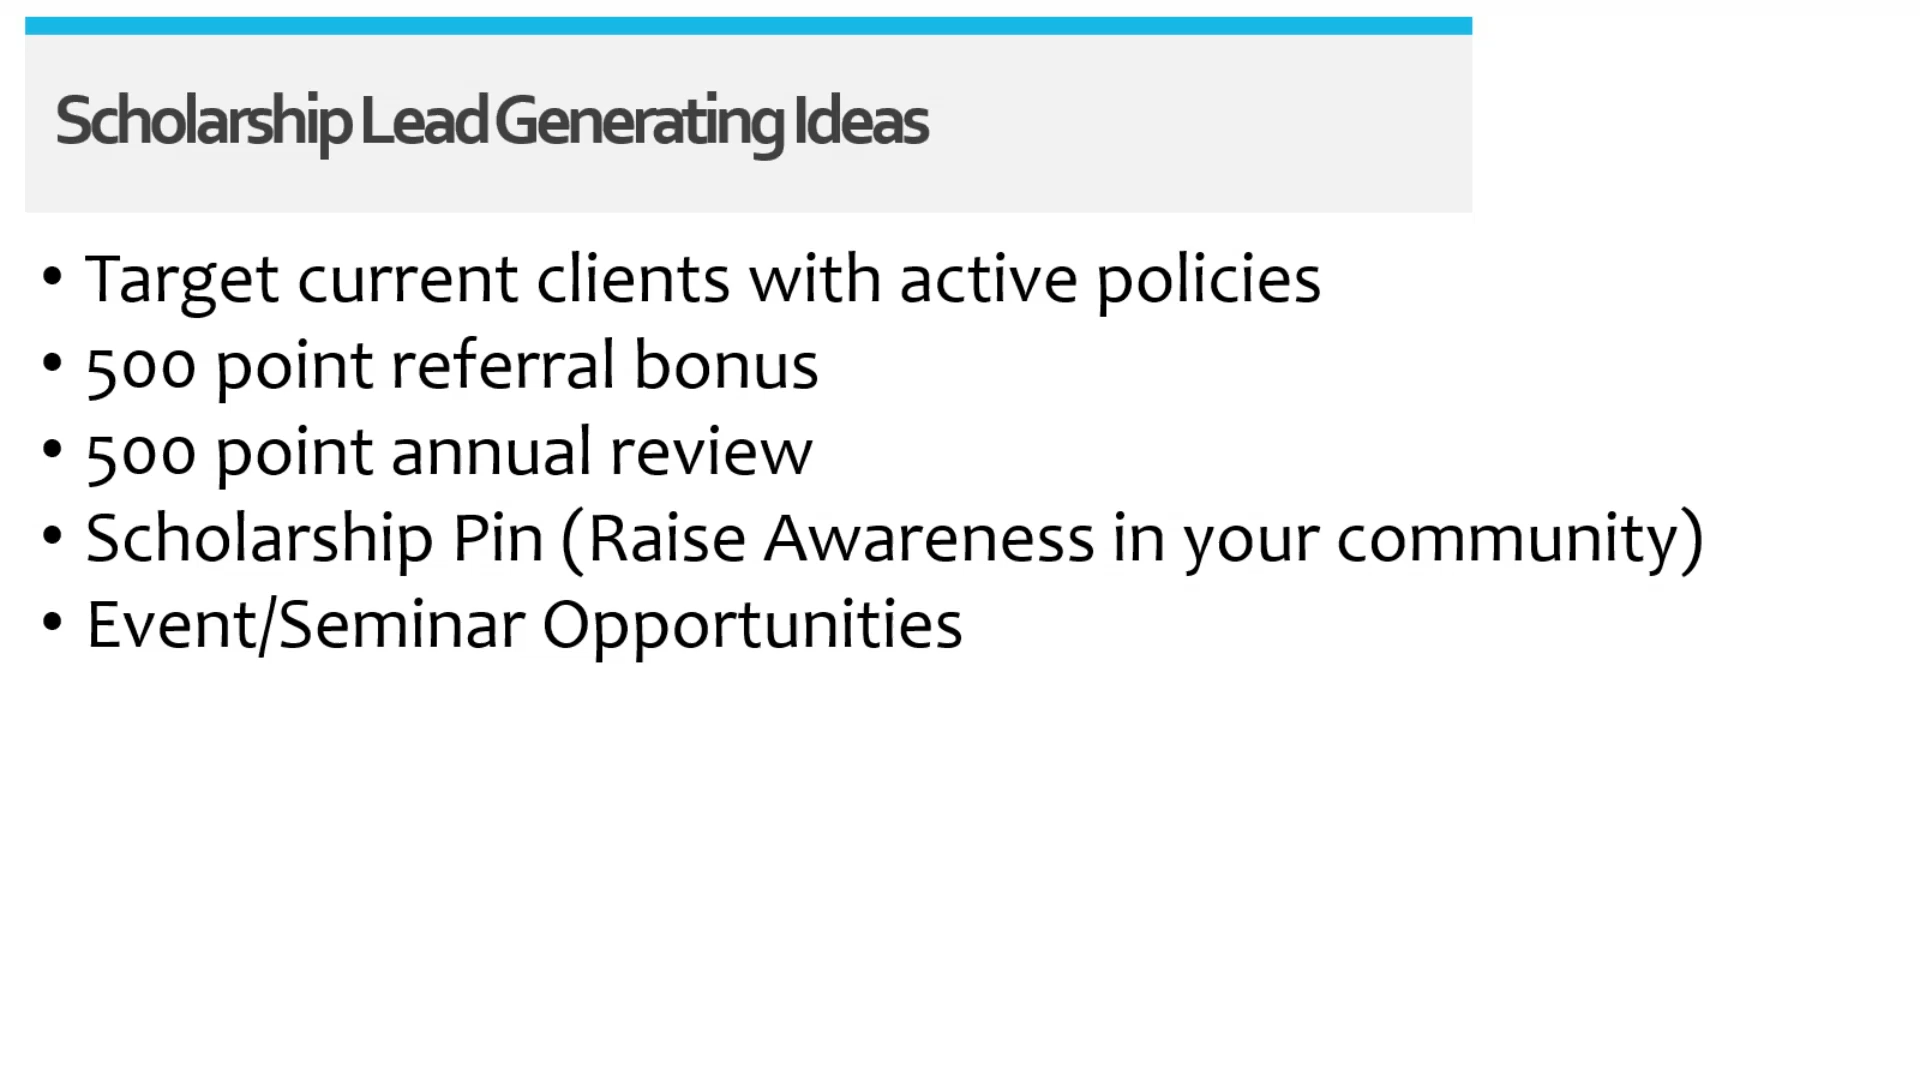 Scholarship Lead Generating Ideas
• Target current clients with active policies
• 500 point referral bonus
• 500 point annual review
• Scholarship Pin (Raise Awareness in your community)
• Event/Seminar Opportunities